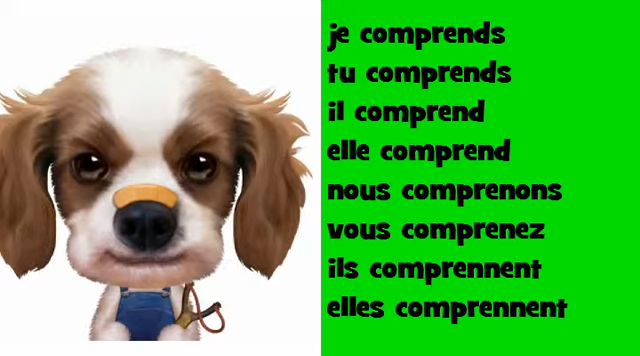 je comprends
tu comprends
il comprend
elle comprend
nous comprenons
vous comprenez
ils comprennent
elles comprennent